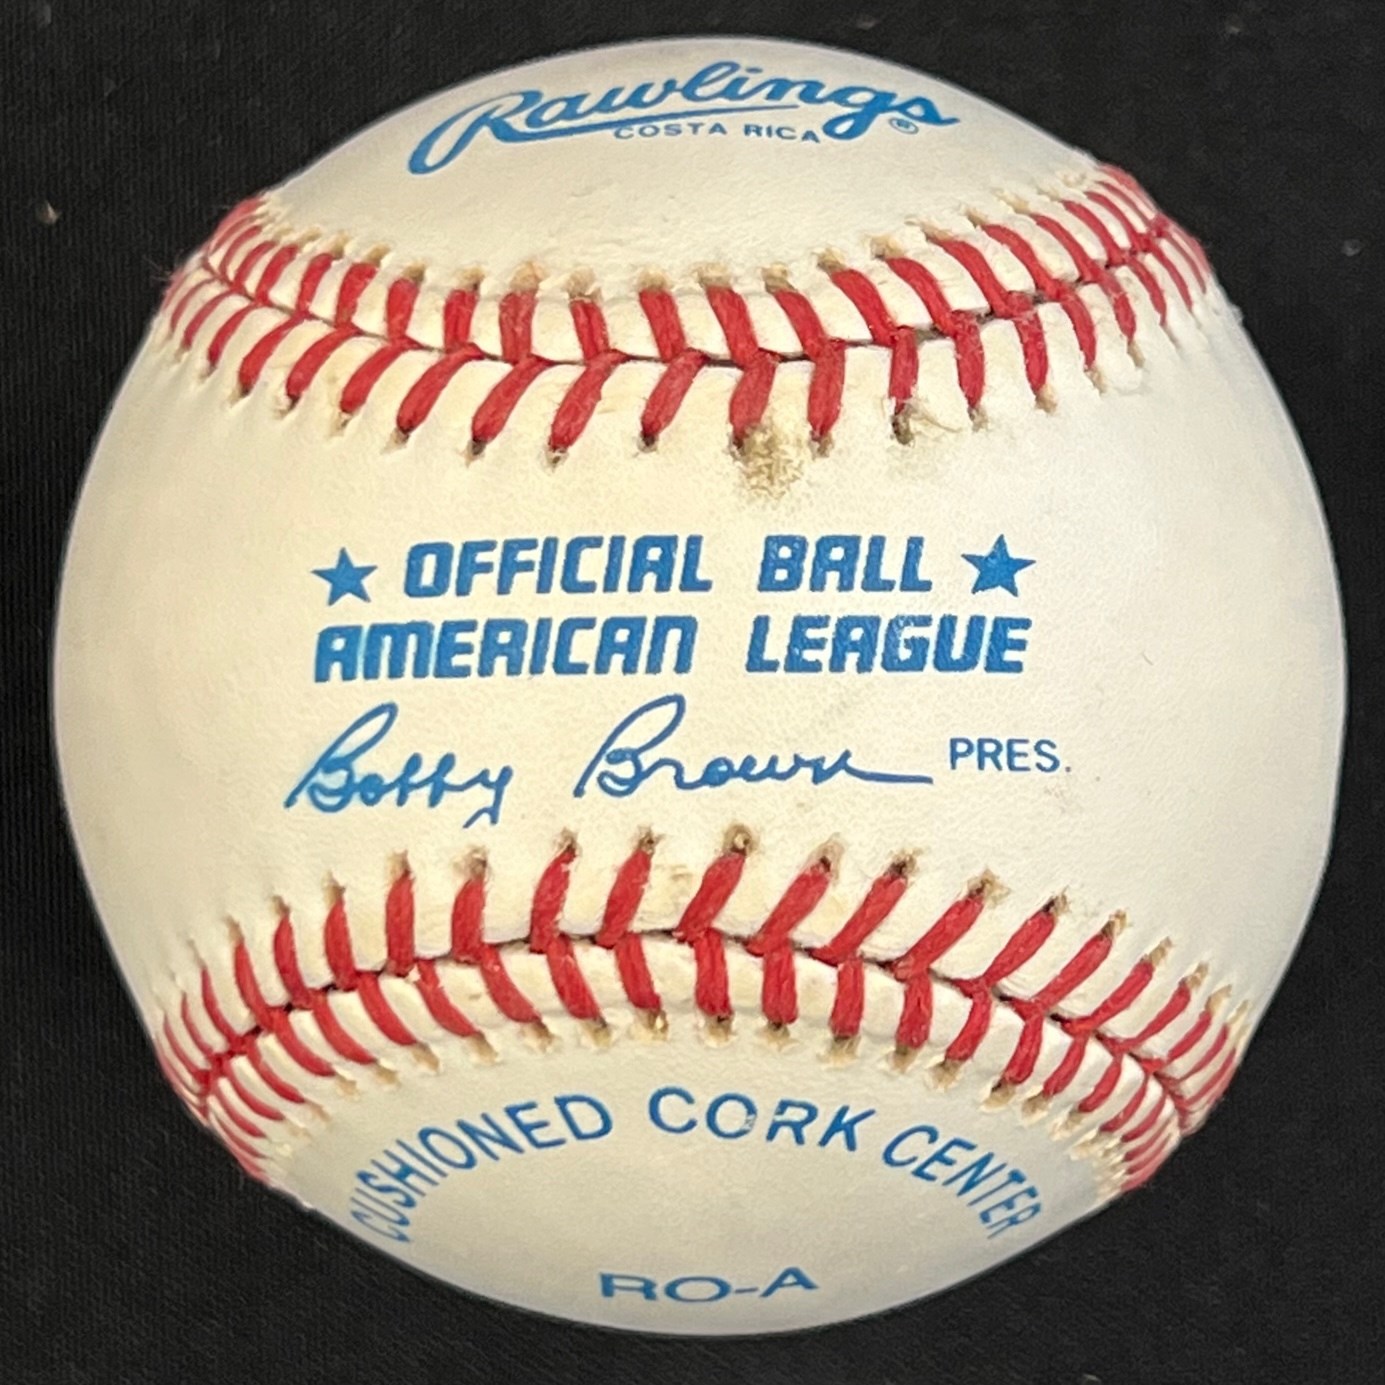 Rawlings®
COSTA RICA
★ OFFICIAL BALL ★
AMERICAN LEAGUE
Bobby Brown PRES.
CUSHIONED CORK CENTER
RO-A